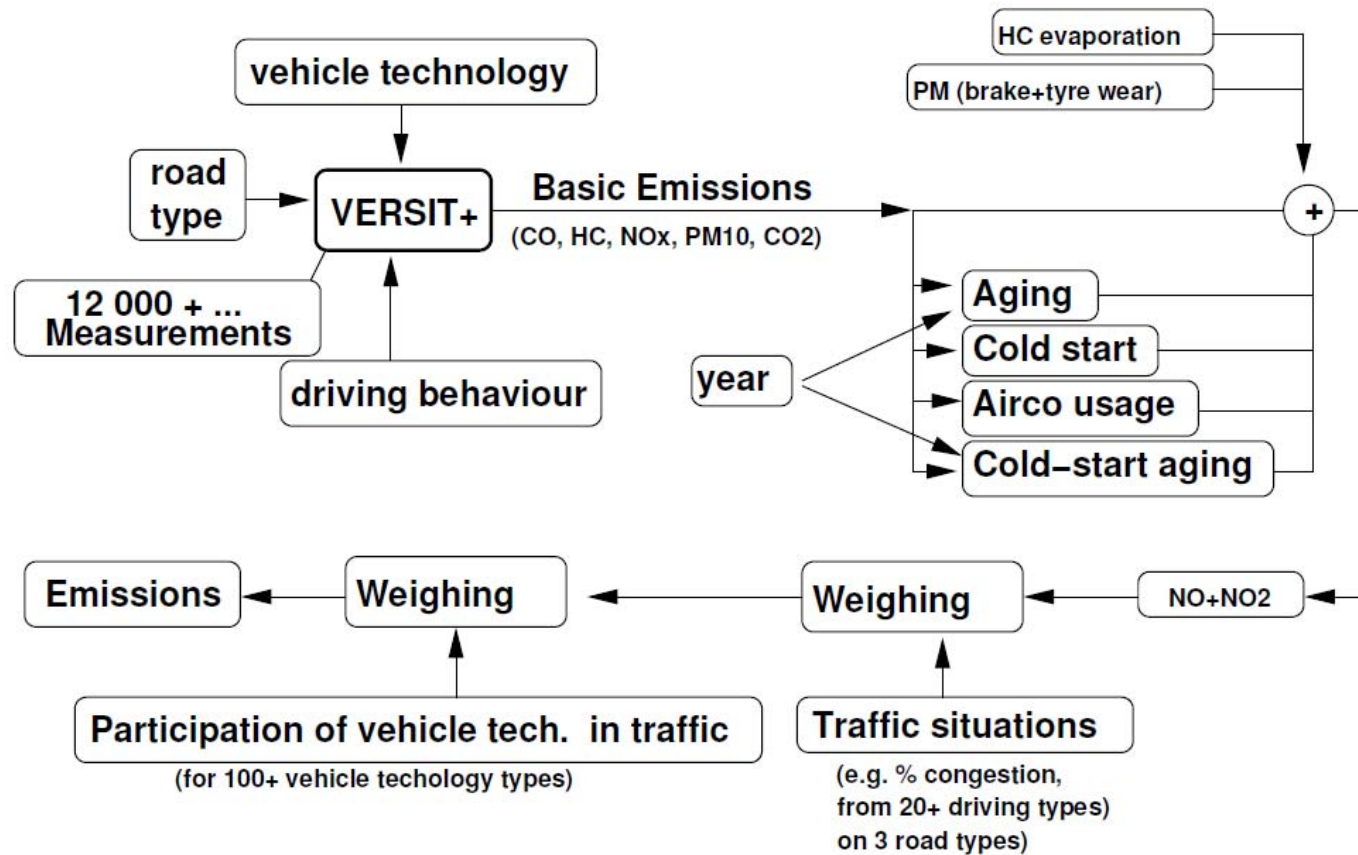 HC evaporation
vehicle technology
PM (brake+tyre wear)
road
type
VERSIT+
Basic Emissions
(CO, HC, NOx, PM10, CO2)
+
12 000 + ...
Measurements
driving behaviour
year
Aging
Cold start
Airco usage
Cold–start aging
Emissions
Weighing
Weighing
NO+NO2
Participation of vehicle tech. in traffic
(for 100+ vehicle techology types)
Traffic situations
(e.g. % congestion,
from 20+ driving types)
on 3 road types)